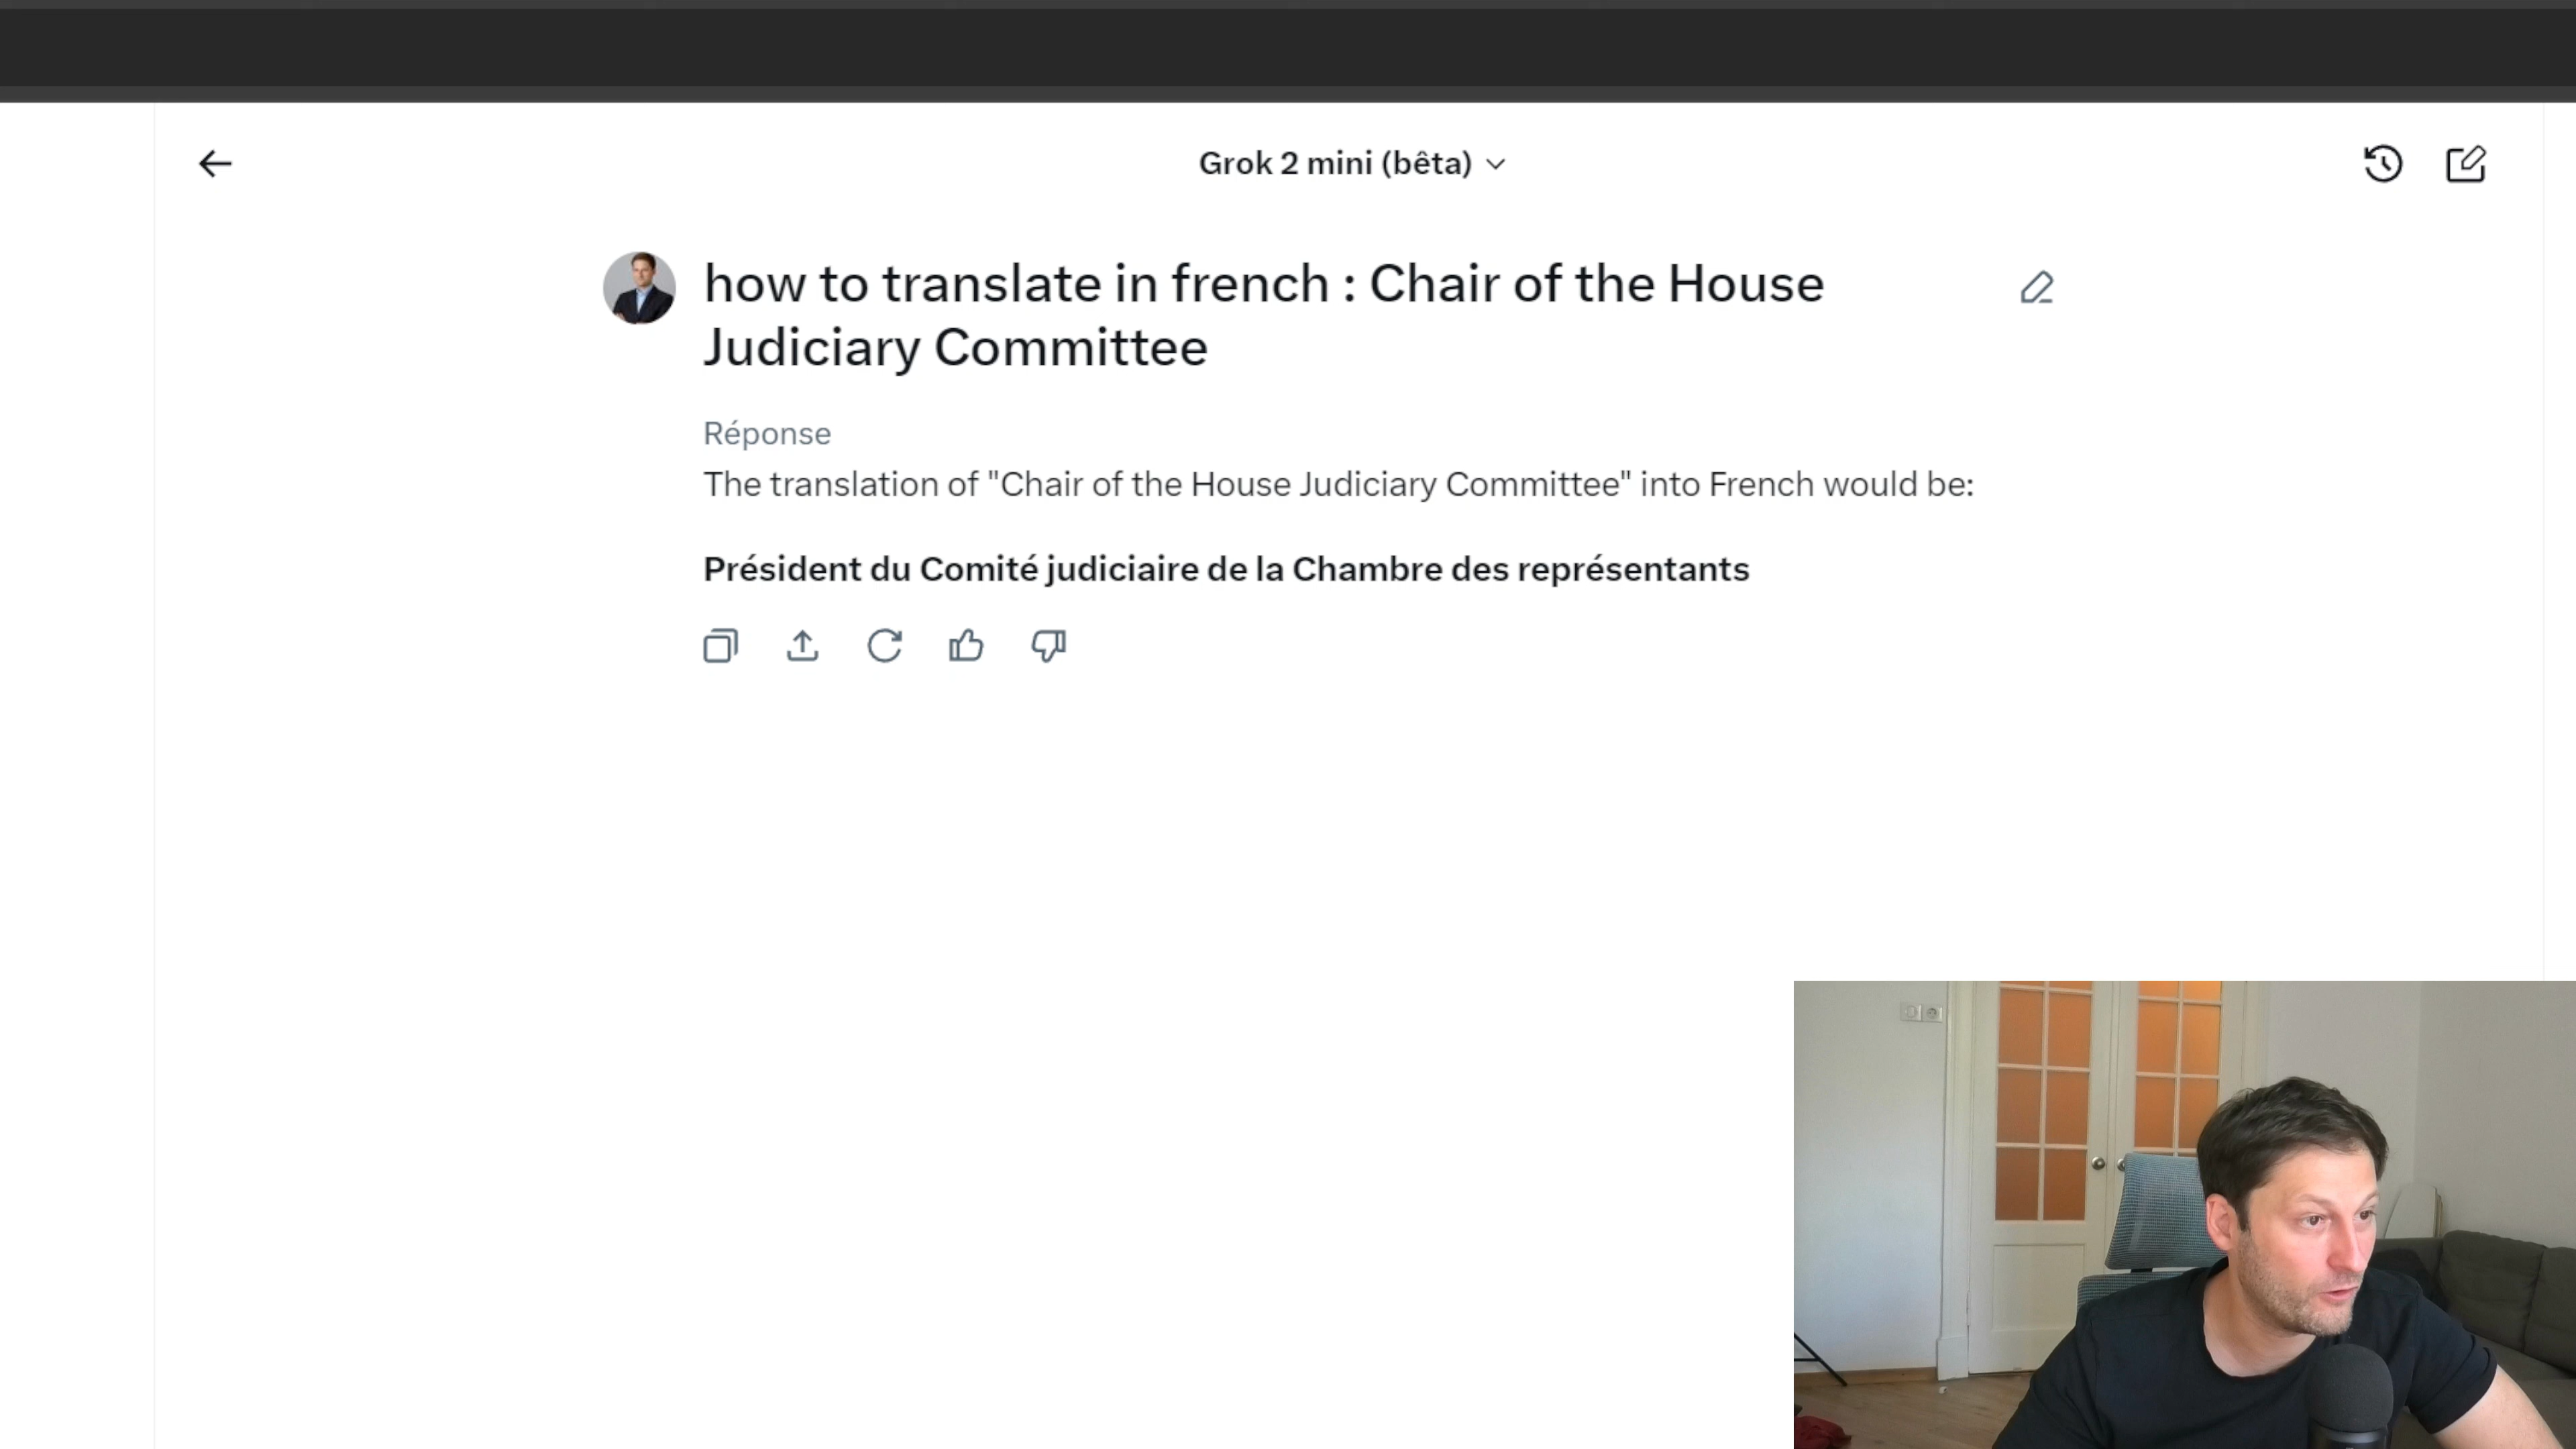 Grok 2 mini (bêta)
how to translate in french : Chair of the House
Judiciary Committee
Réponse
The translation of "Chair of the House Judiciary Committee" into French would be:
Président du Comité judiciaire de la Chambre des représentants